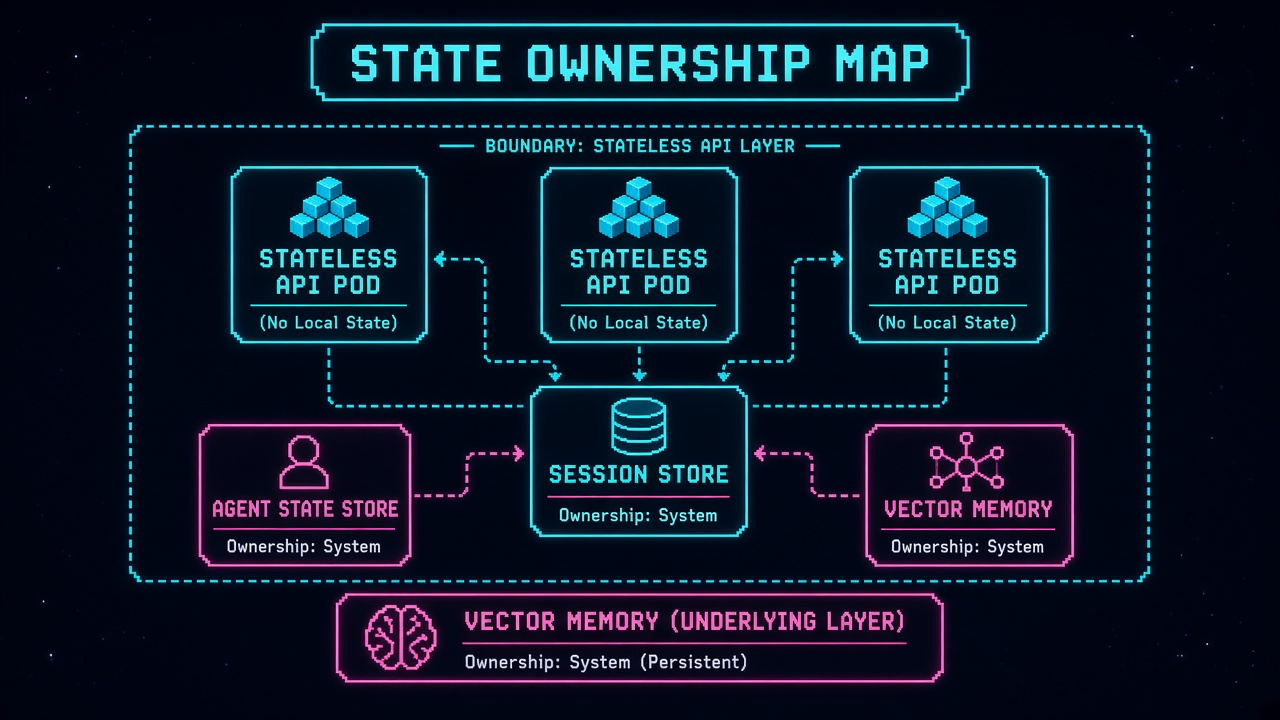 STATE OWNERSHIP MAP
BOUNDARY: STATELESS API LAYER
STATELESS
API POD
(No Local State)
STATELESS
API POD
(No Local State)
STATELESS
API POD
(No Local State)
AGENT STATE STORE
Ownership: System
SESSION STORE
Ownership: System
VECTOR MEMORY
Ownership: System
VECTOR MEMORY (UNDERLYING LAYER)
Ownership: System (Persistent)